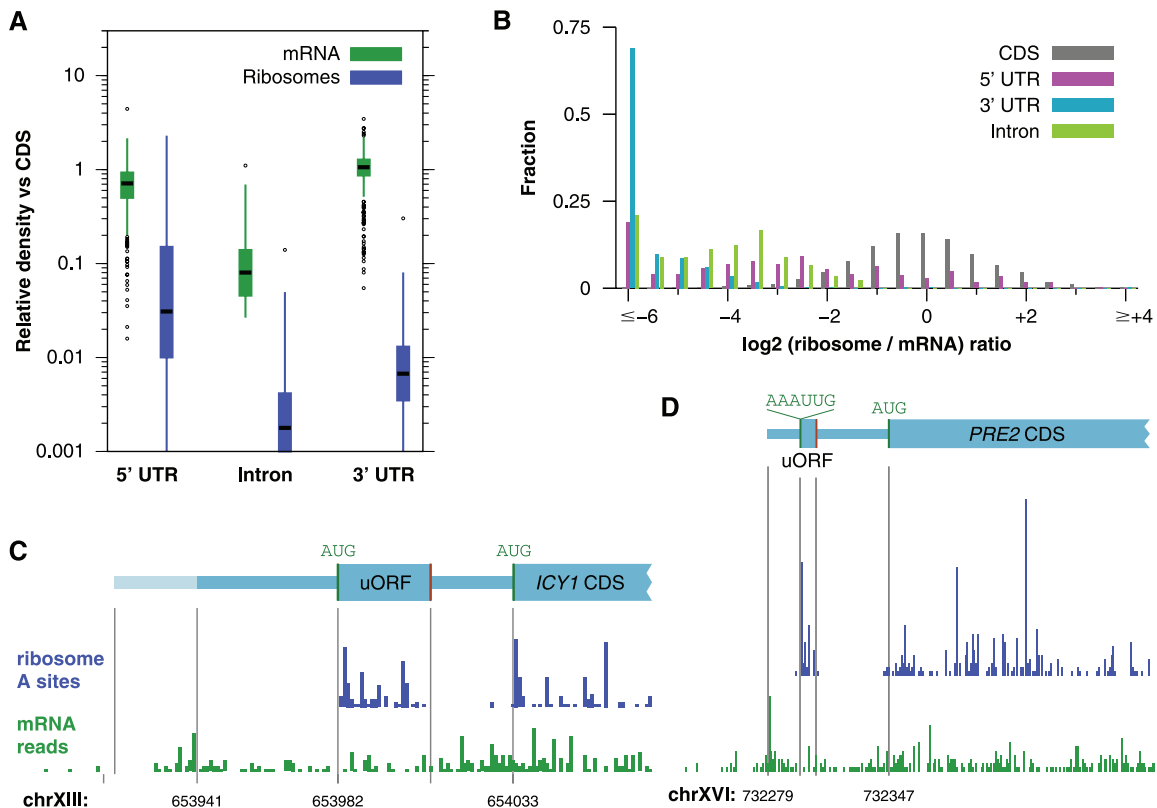 A
mRNA
Ribosomes
Relative density vs CDS
10
1
0.1
0.01
0.001
5' UTR
Intron
3' UTR
B
CDS
5' UTR
3' UTR
Intron
Fraction
0.75
0.5
0.25
0
≤−6
−4
−2
0
+2
≥+4
log2 (ribosome / mRNA) ratio
C
AUG
AUG
uORF
ICY1 CDS
ribosome
A sites
mRNA
reads
chrXIII:
653941
653982
654033
D
AAAUUG
AUG
PRE2 CDS
uORF
chrXVI:
732279
732347